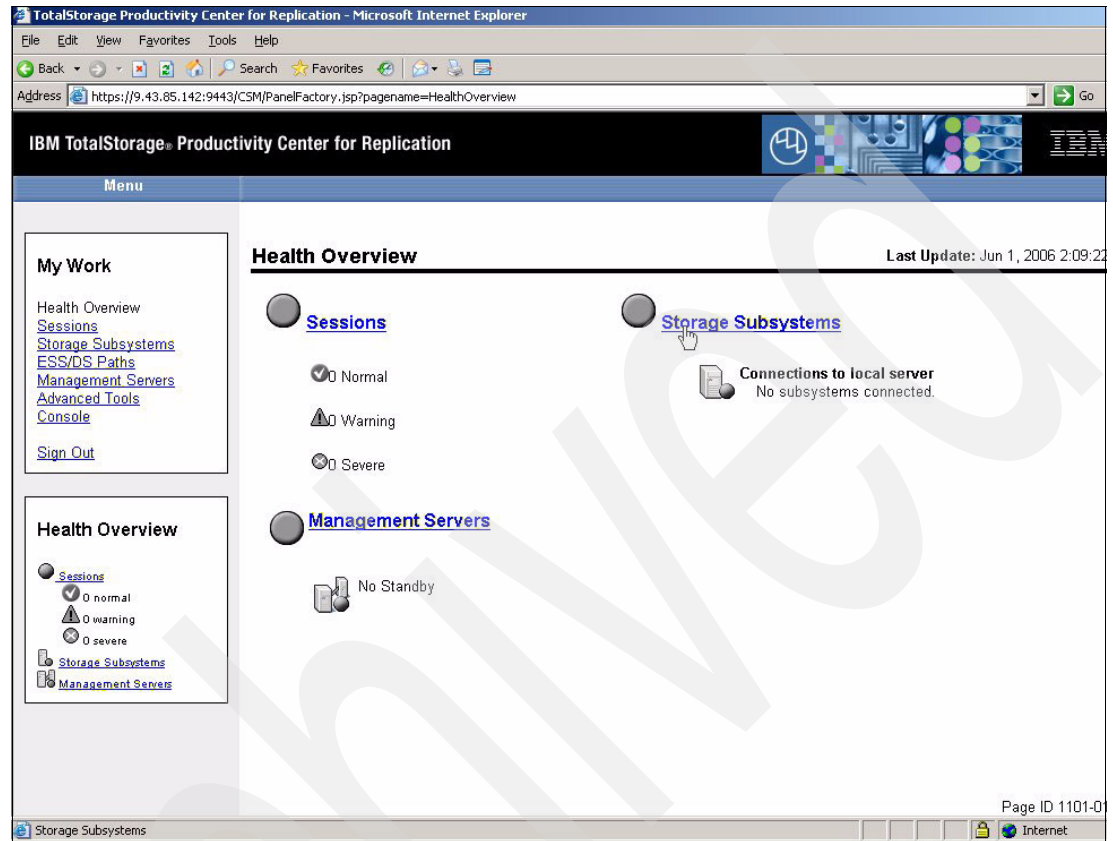 TotalStorage Productivity Center for Replication - Microsoft Internet Explorer
File Edit View Favorites Tools Help
Back Search Favorites
Address https://9.43.85.142:9443/CSM/PanelFactory.jsp?pagename=HealthOverview Go
IBM TotalStorage® Productivity Center for Replication
IBM
Menu
My Work
Health Overview
Sessions
Storage Subsystems
ESS/DS Paths
Management Servers
Advanced Tools
Console
Sign Out
Health Overview
Sessions
0 normal
0 warning
0 severe
Storage Subsystems
Management Servers
Health Overview
Last Update: Jun 1, 2006 2:09:22
Sessions
0 Normal
0 Warning
0 Severe
Management Servers
No Standby
Storage Subsystems
Connections to local server
No subsystems connected.
Page ID 1101-01
Storage Subsystems Internet